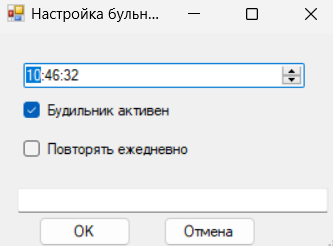 Настройка бульн...
10:46:32
Будильник активен
Повторять ежедневно
OK
Отмена